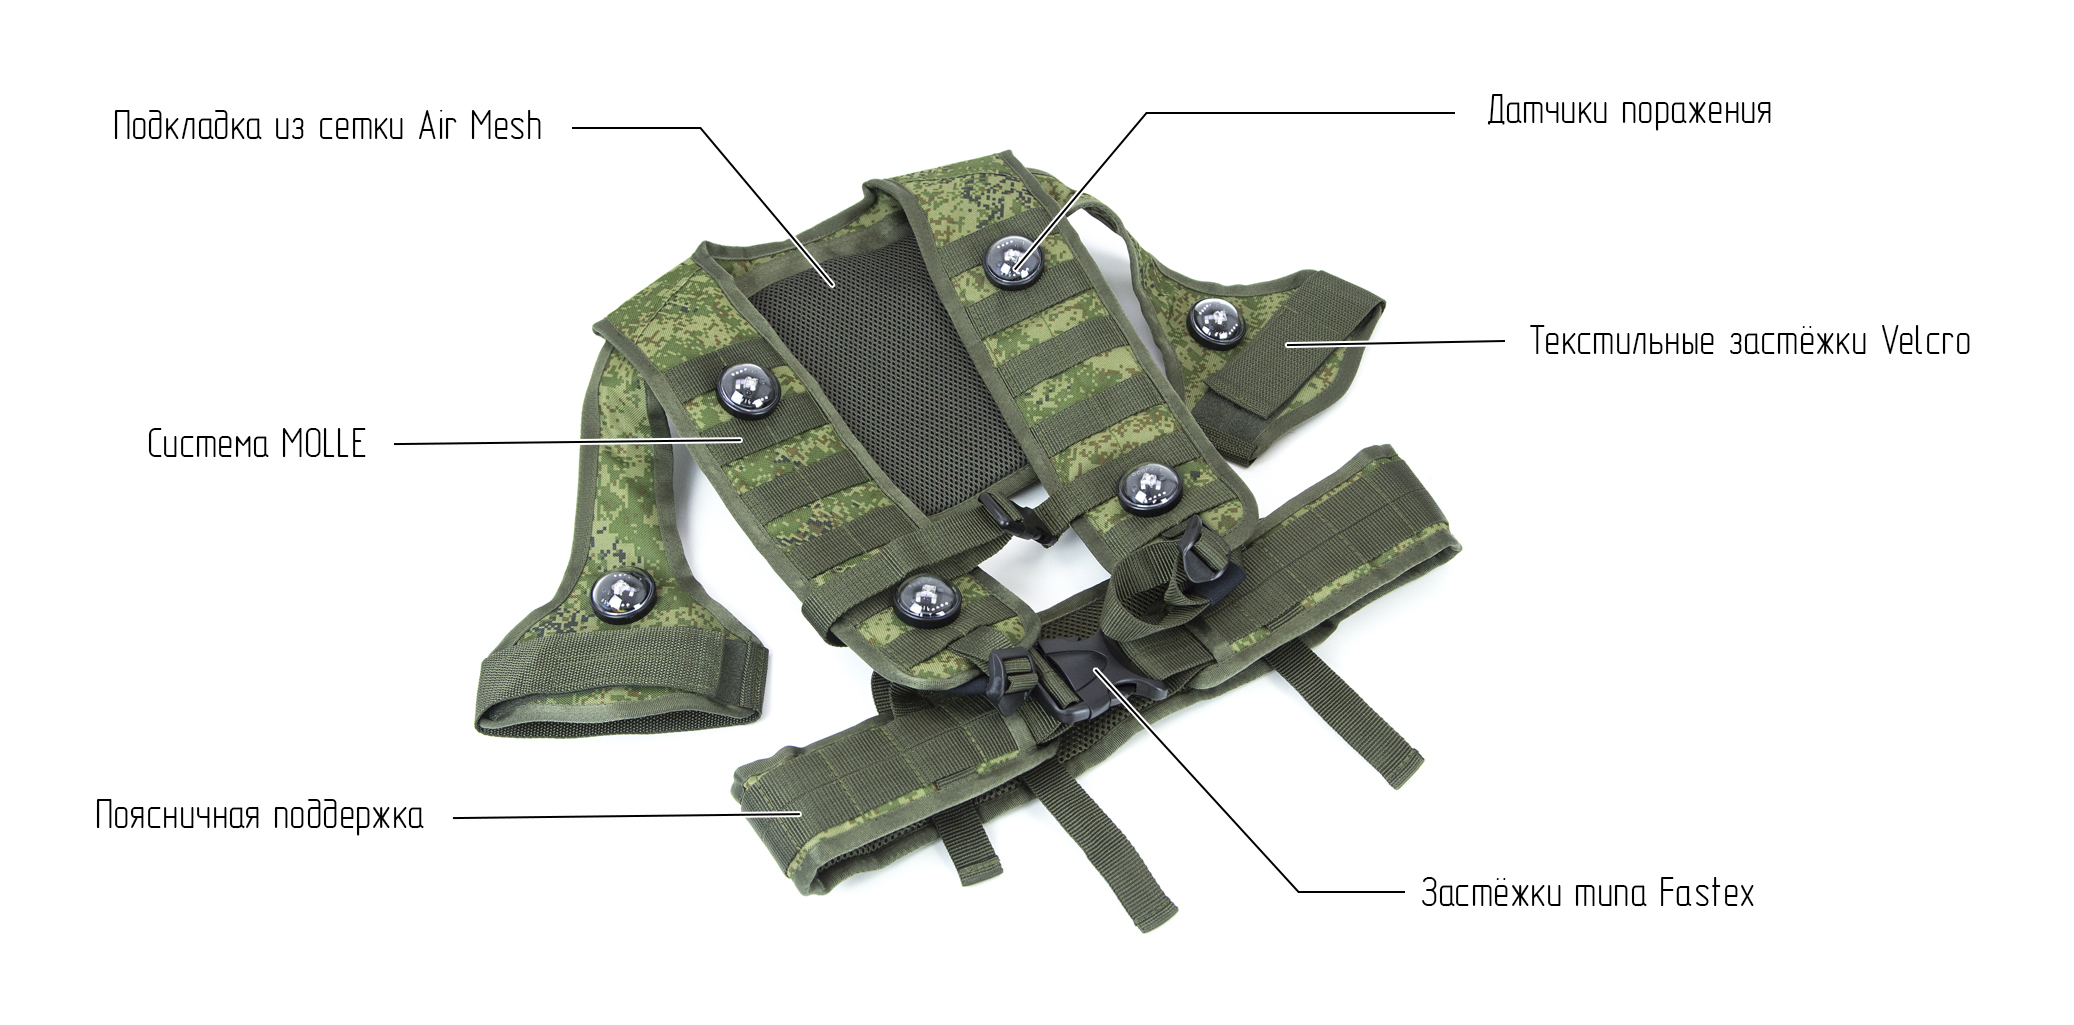 Подкладка из сетки Air Mesh
Датчики поражения
Текстильные застёжки Velcro
Система MOLLE
Поясничная поддержка
Застёжки типа Fastex